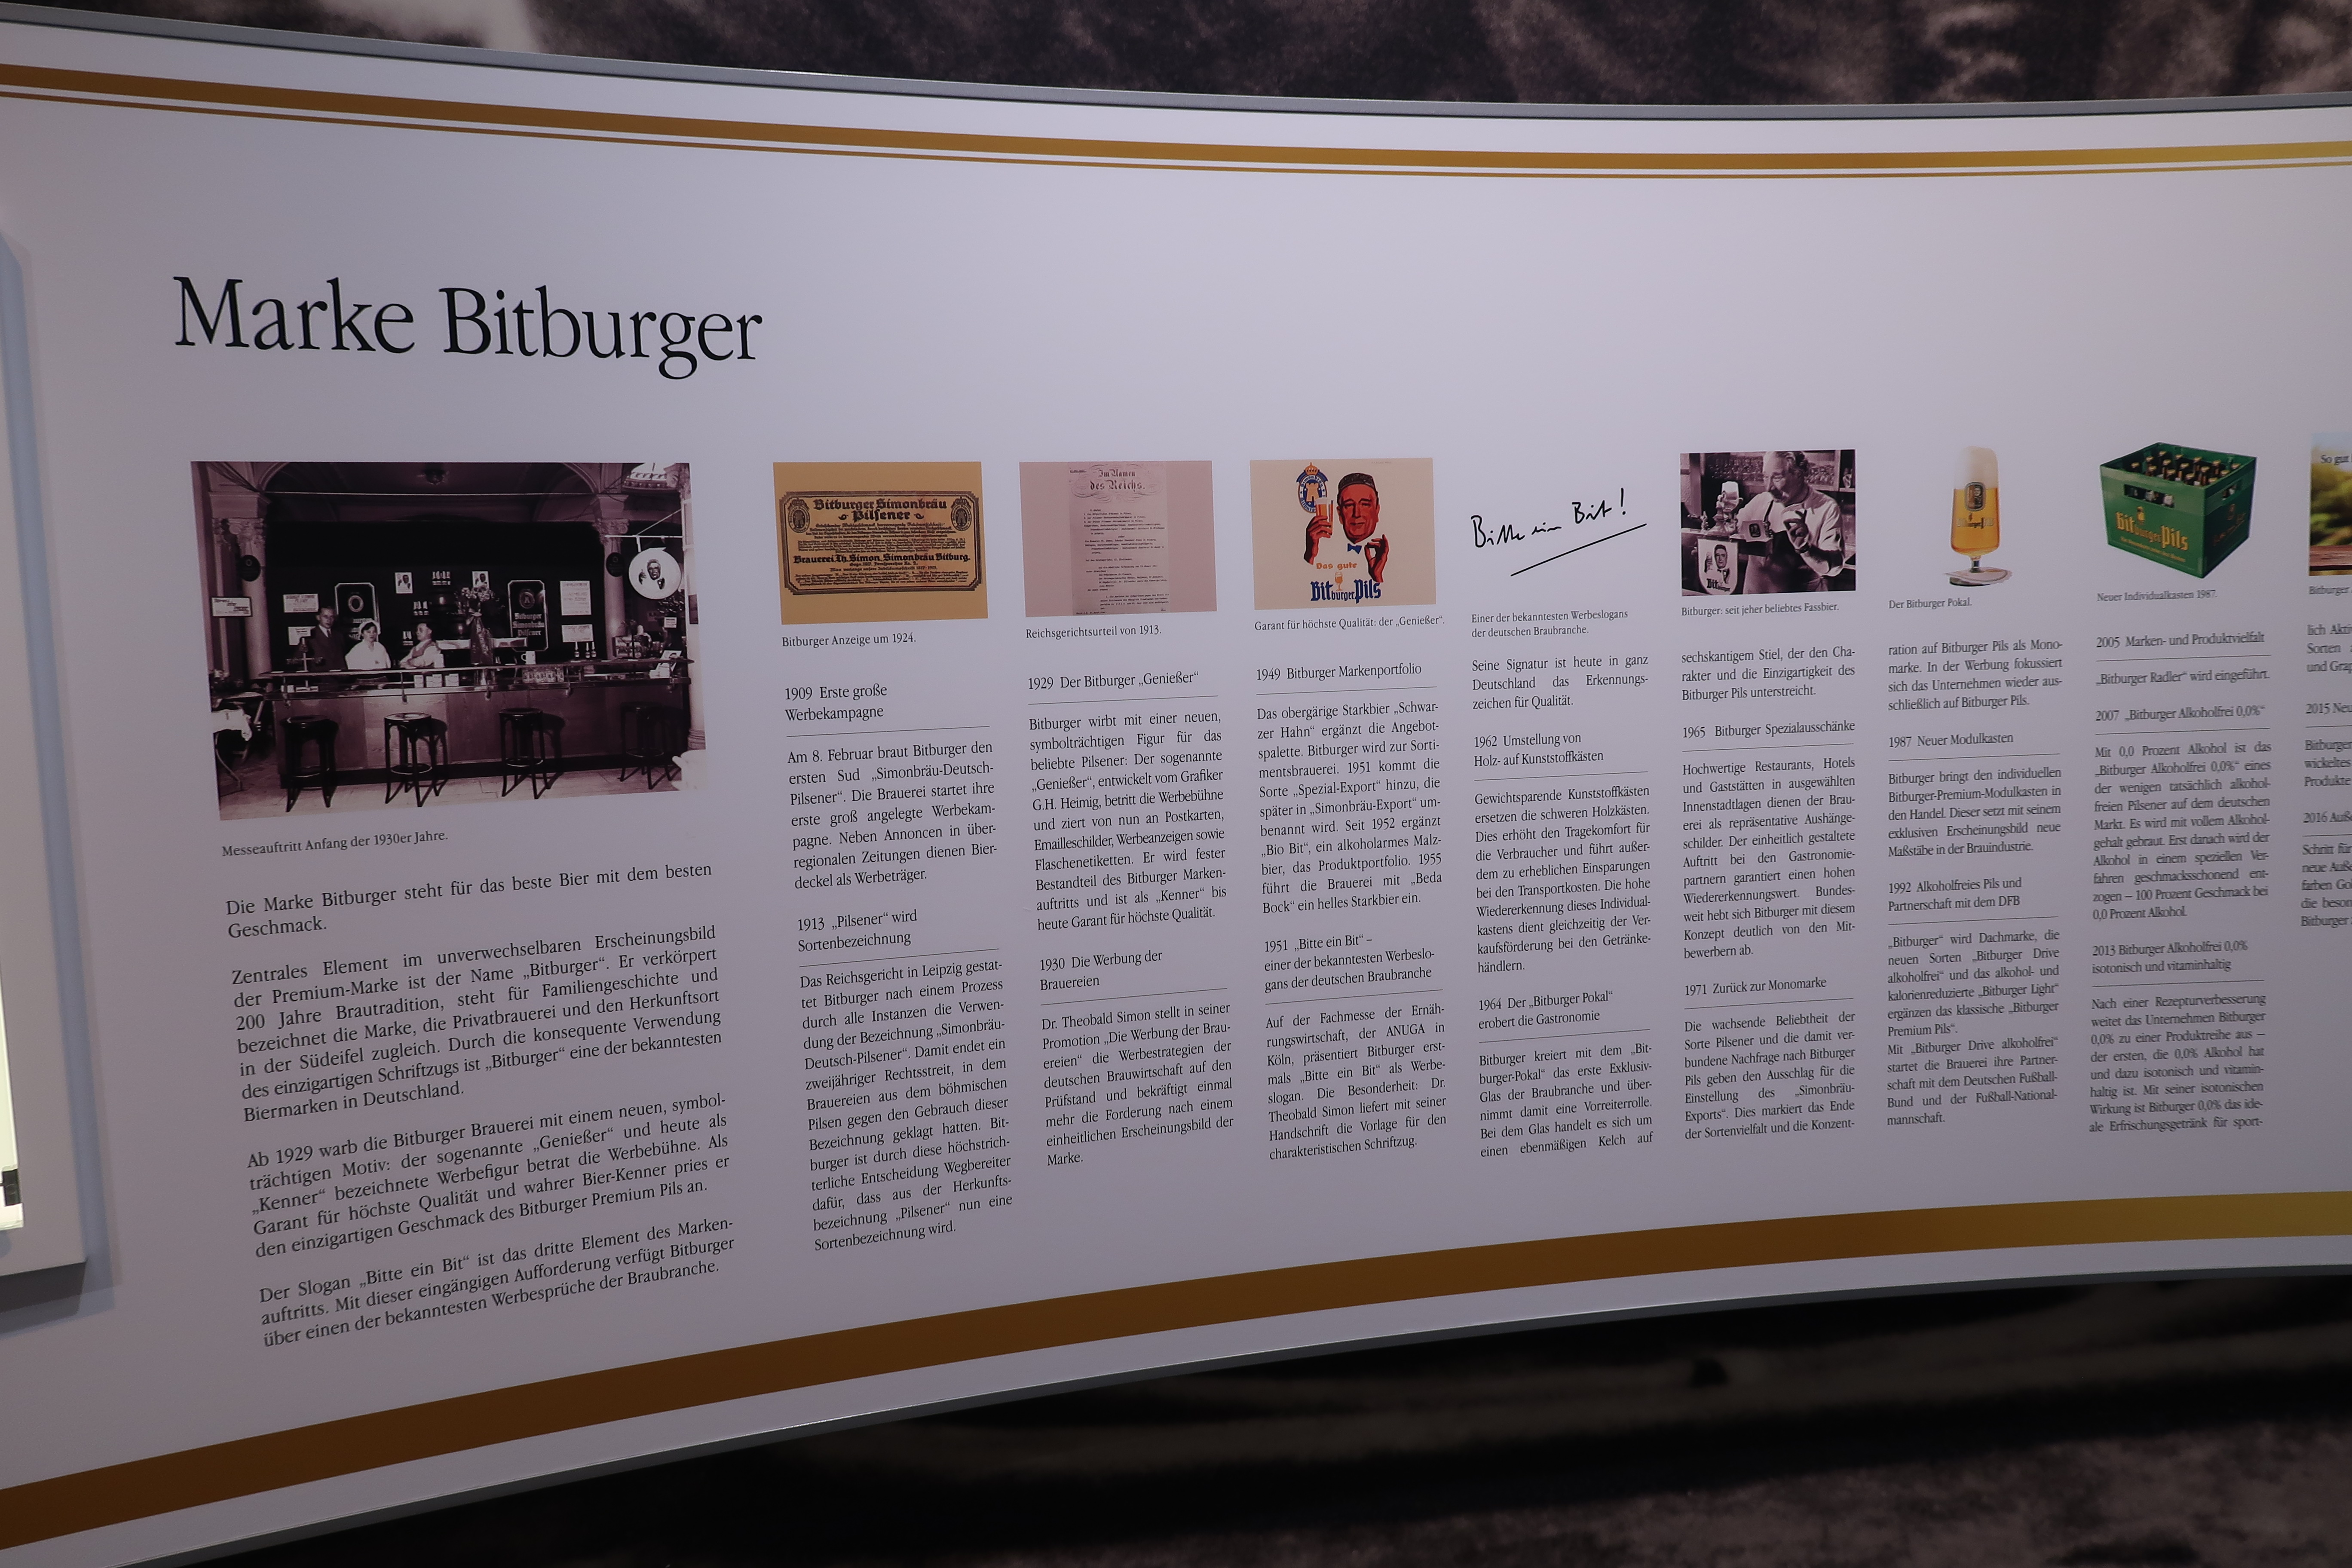 Marke Bitburger
Messeauftritt Anfang der 1930er Jahre.
Die Marke Bitburger steht für das beste Bier mit dem besten
Geschmack.
Zentrales Element im unverwechselbaren Erscheinungsbild
der Premium-Marke ist der Name „Bitburger“. Er verkörpert
200 Jahre Brautradition, steht für Familiengeschichte und
bezeichnet die Marke, die Privatbrauerei und den Herkunftsort
in der Südeifel zugleich. Durch die konsequente Verwendung
des einzigartigen Schriftzugs ist „Bitburger“ eine der bekanntesten
Biermarken in Deutschland.
Ab 1929 warb die Bitburger Brauerei mit einem neuen, symbol-
trächtigen Motiv: der sogenannte „Genießer“ und heute als
„Kenner“ bezeichnete Werbefigur betrat die Werbebühne. Als
Garant für höchste Qualität und wahrer Bier-Kenner pries er
den einzigartigen Geschmack des Bitburger Premium Pils an.
Der Slogan „Bitte ein Bit“ ist das dritte Element des Marken-
auftritts. Mit dieser eingängigen Aufforderung verfügt Bitburger
über einen der bekanntesten Werbesprüche der Braubranche.
Bitburger Simonbräu
Pilsener
Brauerei Th. Simon, Simonbräu Bitburg.
Bitburger Anzeige um 1924.
1909 Erste große
Werbekampagne
Am 8. Februar braut Bitburger den
ersten Sud „Simonbräu-Deutsch-
Pilsener“. Die Brauerei startet ihre
erste groß angelegte Werbekam-
pagne. Neben Annoncen in über-
regionalen Zeitungen dienen Bier-
deckel als Werbeträger.
1913 „Pilsener“ wird
Sortenbezeichnung
Das Reichsgericht in Leipzig gestat-
tet Bitburger nach einem Prozess
durch alle Instanzen die Verwen-
dung der Bezeichnung „Simonbräu-
Deutsch-Pilsener“. Damit endet ein
zweijähriger Rechtsstreit, in dem
Brauereien aus dem böhmischen
Pilsen gegen den Gebrauch dieser
Bezeichnung geklagt hatten. Bit-
burger ist durch diese höchstrich-
terliche Entscheidung Wegbereiter
dafür, dass aus der Herkunfts-
bezeichnung „Pilsener“ nun eine
Sortenbezeichnung wird.
Im Namen
des Reichs.
Reichsgerichtsurteil von 1913.
1929 Der Bitburger „Genießer“
Bitburger wirbt mit einer neuen,
symbolträchtigen Figur für das
beliebte Pilsener: Der sogenannte
„Genießer“, entwickelt vom Grafiker
G.H. Heimig, betritt die Werbebühne
und ziert von nun an Postkarten,
Emailleschilder, Werbeanzeigen sowie
Flaschenetiketten. Er wird fester
Bestandteil des Bitburger Marken-
auftritts und ist als „Kenner“ bis
heute Garant für höchste Qualität.
1930 Die Werbung der
Brauereien
Dr. Theobald Simon stellt in seiner
Promotion „Die Werbung der Brau-
ereien“ die Werbestrategien der
deutschen Brauwirtschaft auf den
Prüfstand und bekräftigt einmal
mehr die Forderung nach einem
einheitlichen Erscheinungsbild der
Marke.
Das gute
Bitburger Pils
Garant für höchste Qualität: der „Genießer“.
1949 Bitburger Markenportfolio
Das obergärige Starkbier „Schwar-
zer Hahn“ ergänzt die Angebot-
spalette. Bitburger wird zur Sorti-
mentsbrauerei. 1951 kommt die
Sorte „Spezial-Export“ hinzu, die
später in „Simonbräu-Export“ um-
benannt wird. Seit 1952 ergänzt
„Bio Bit“, ein alkoholarmes Malz-
bier, das Produktportfolio. 1955
führt die Brauerei mit „Beda
Bock“ ein helles Starkbier ein.
1951 „Bitte ein Bit“ –
einer der bekanntesten Werbeslo-
gans der deutschen Braubranche
Auf der Fachmesse der Ernäh-
rungswirtschaft, der ANUGA in
Köln, präsentiert Bitburger erst-
mals „Bitte ein Bit“ als Werbe-
slogan. Die Besonderheit: Dr.
Theobald Simon liefert mit seiner
Handschrift die Vorlage für den
charakteristischen Schriftzug.
Bitte ein Bit!
Einer der bekanntesten Werbeslogans
der deutschen Braubranche.
Seine Signatur ist heute in ganz
Deutschland das Erkennungs-
zeichen für Qualität.
1962 Umstellung von
Holz- auf Kunststoffkästen
Gewichtsparende Kunststoffkästen
ersetzen die schweren Holzkästen.
Dies erhöht den Tragekomfort für
die Verbraucher und führt außer-
dem zu erheblichen Einsparungen
bei den Transportkosten. Die hohe
Wiedererkennung dieses Individual-
kastens dient gleichzeitig der Ver-
kaufsförderung bei den Getränke-
händlern.
1964 Der „Bitburger Pokal“
erobert die Gastronomie
Bitburger kreiert mit dem „Bit-
burger-Pokal“ das erste Exklusiv-
Glas der Braubranche und über-
nimmt damit eine Vorreiterrolle.
Bei dem Glas handelt es sich um
einen ebenmäßigen Kelch auf
Bitburger: seit jeher beliebtes Fassbier.
sechskantigem Stiel, der den Cha-
rakter und die Einzigartigkeit des
Bitburger Pils unterstreicht.
1965 Bitburger Spezialausschänke
Hochwertige Restaurants, Hotels
und Gaststätten in ausgewählten
Innenstadtlagen dienen der Brau-
erei als repräsentative Aushänge-
schilder. Der einheitlich gestaltete
Auftritt bei den Gastronomie-
partnern garantiert einen hohen
Wiedererkennungswert. Bundes-
weit hebt sich Bitburger mit diesem
Konzept deutlich von den Mit-
bewerbern ab.
1971 Zurück zur Monomarke
Die wachsende Beliebtheit der
Sorte Pilsener und die damit ver-
bundene Nachfrage nach Bitburger
Pils geben den Ausschlag für die
Einstellung des „Simonbräu-
Exports“. Dies markiert das Ende
der Sortenvielfalt und die Konzent-
Der Bitburger Pokal.
ration auf Bitburger Pils als Mono-
marke. In der Werbung fokussiert
sich das Unternehmen wieder aus-
schließlich auf Bitburger Pils.
1987 Neuer Modulkasten
Bitburger bringt den individuellen
Bitburger-Premium-Modulkasten in
den Handel. Dieser setzt mit seinem
exklusiven Erscheinungsbild neue
Maßstäbe in der Brauindustrie.
1992 Alkoholfreies Pils und
Partnerschaft mit dem DFB
„Bitburger“ wird Dachmarke, die
neuen Sorten „Bitburger Drive
alkoholfrei“ und das alkohol- und
kalorienreduzierte „Bitburger Light“
ergänzen das klassische „Bitburger
Premium Pils“.
Mit „Bitburger Drive alkoholfrei“
startet die Brauerei ihre Partner-
schaft mit dem Deutschen Fußball-
Bund und der Fußball-National-
mannschaft.
Bitburger Pils
Neuer Individualkasten 1987.
2005 Marken- und Produktvielfalt
„Bitburger Radler“ wird eingeführt.
2007 „Bitburger Alkoholfrei 0,0%“
Mit 0,0 Prozent Alkohol ist das
„Bitburger Alkoholfrei 0,0%“ eines
der wenigen tatsächlich alkohol-
freien Pilsener auf dem deutschen
Markt. Es wird mit vollem Alkohol-
gehalt gebraut. Erst danach wird der
Alkohol in einem speziellen Ver-
fahren geschmacksschonend ent-
zogen – 100 Prozent Geschmack bei
0,0 Prozent Alkohol.
2013 Bitburger Alkoholfrei 0,0%
isotonisch und vitaminhaltig
Nach einer Rezepturverbesserung
weitet das Unternehmen Bitburger
0,0% zu einer Produktreihe aus –
der ersten, die 0,0% Alkohol hat
und dazu isotonisch und vitamin-
haltig ist. Mit seiner isotonischen
Wirkung ist Bitburger 0,0% das ide-
ale Erfrischungsgetränk für sport-
So gut
Bitburger
lich Akti
Sorten
und Grap
2015 Neu
Bitburger
wickeltes
Produkte
2016 Auß
Schritt für
neue Auß
farben Go
die beson
Bitburger